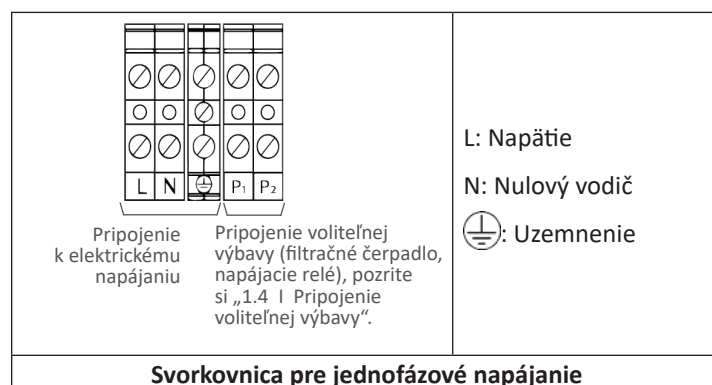 L N P₁ P₂
Pripojenie
k elektrickému
napájaniu
Pripojenie voliteľnej
výbavy (filtračné čerpadlo,
napájacie relé), pozrite
si „1.4 I Pripojenie
voliteľnej výbavy“.
L: Napätie
N: Nulový vodič
: Uzemnenie
Svorkovnica pre jednofázové napájanie